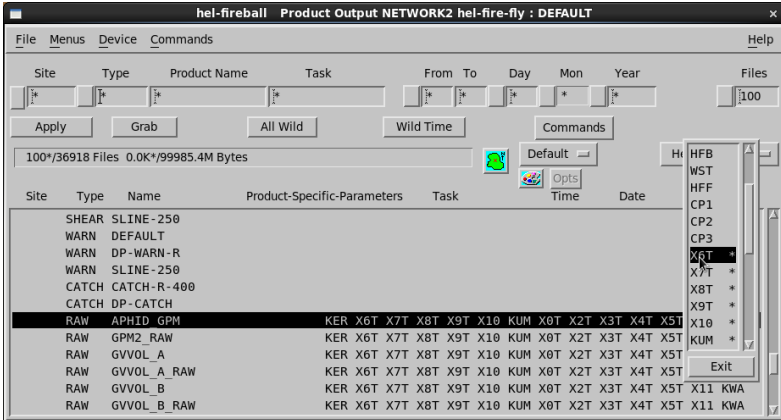 hel-fireball Product Output NETWORK2 hel-fire-fly : DEFAULT ×
File Menus Device Commands Help
Site Type Product Name Task From To Day Mon Year Files
* * * * * * * * * 100
Apply Grab All Wild Wild Time Commands
100*/36918 Files 0.0K*/99985.4M Bytes Default
Opts
Site Type Name Product-Specific-Parameters Task Time Date
SHEAR SLINE-250
WARN DEFAULT
WARN DP-WARN-R
WARN SLINE-250
CATCH CATCH-R-400
CATCH DP-CATCH
RAW APHID_GPM KER X6T X7T X8T X9T X10 KUM X0T X2T X3T X4T X5T
RAW GPM2_RAW KER X6T X7T X8T X9T X10 KUM X0T X2T X3T X4T X5T
RAW GVVOL_A KER X6T X7T X8T X9T X10 KUM X0T X2T X3T X4T X5T
RAW GVVOL_A_RAW KER X6T X7T X8T X9T X10 KUM X0T X2T X3T X4T X5T
RAW GVVOL_B KER X6T X7T X8T X9T X10 KUM X0T X2T X3T X4T X5T X11 KWA
RAW GVVOL_B_RAW KER X6T X7T X8T X9T X10 KUM X0T X2T X3T X4T X5T X11 KWA
HFB
WST
HFF
CP1
CP2
CP3
X6T *
X7T *
X8T *
X9T *
X10 *
KUM *
Exit